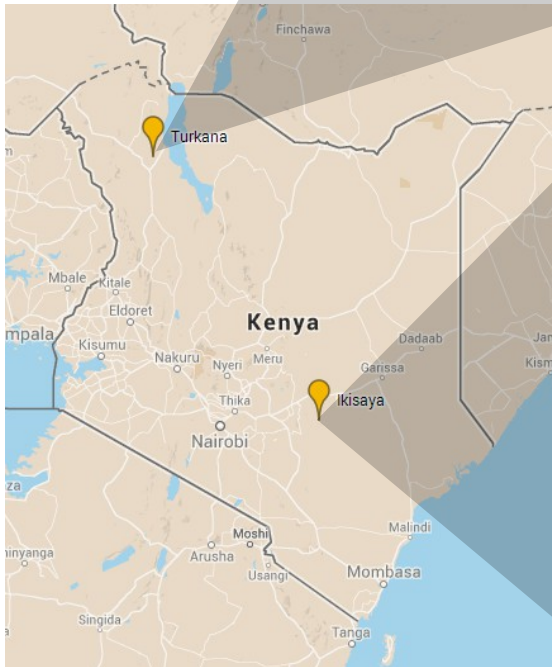 Finchawa
Turkana
m
Mbale
Kitale
Eldoret
Kenya
mpala
Kisumu
Dadaab
Jan
Nakuru
Nyeri
Meru
Garissa
Kism
Thika
Ikisaya
Nairobi
za
Malindi
Moshi
ninyanga
Arusha
Usangi
Mombasa
Singida
Tanga
a